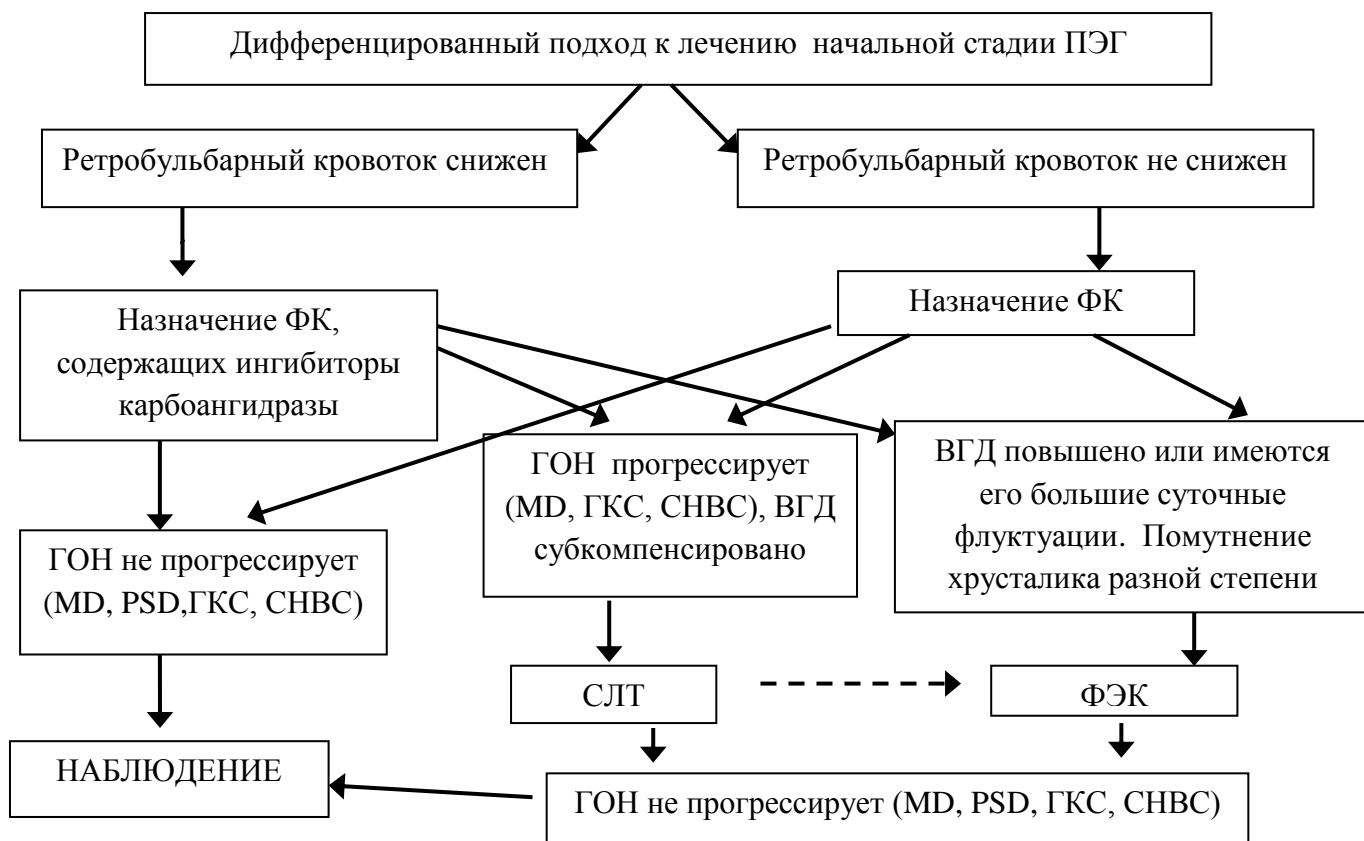 Дифференцированный подход к лечению начальной стадии ПЭГ
Ретробульбарный кровоток снижен
Ретробульбарный кровоток не снижен
Назначение ФК,
содержащих ингибиторы
карбоангидразы
Назначение ФК
ГОН не прогрессирует
(MD, PSD,ГКС, СНВС)
ГОН прогрессирует
(MD, ГКС, СНВС), ВГД
субкомпенсировано
ВГД повышено или имеются
его большие суточные
флуктуации. Помутнение
хрусталика разной степени
СЛТ
ФЭК
НАБЛЮДЕНИЕ
ГОН не прогрессирует (MD, PSD, ГКС, СНВС)